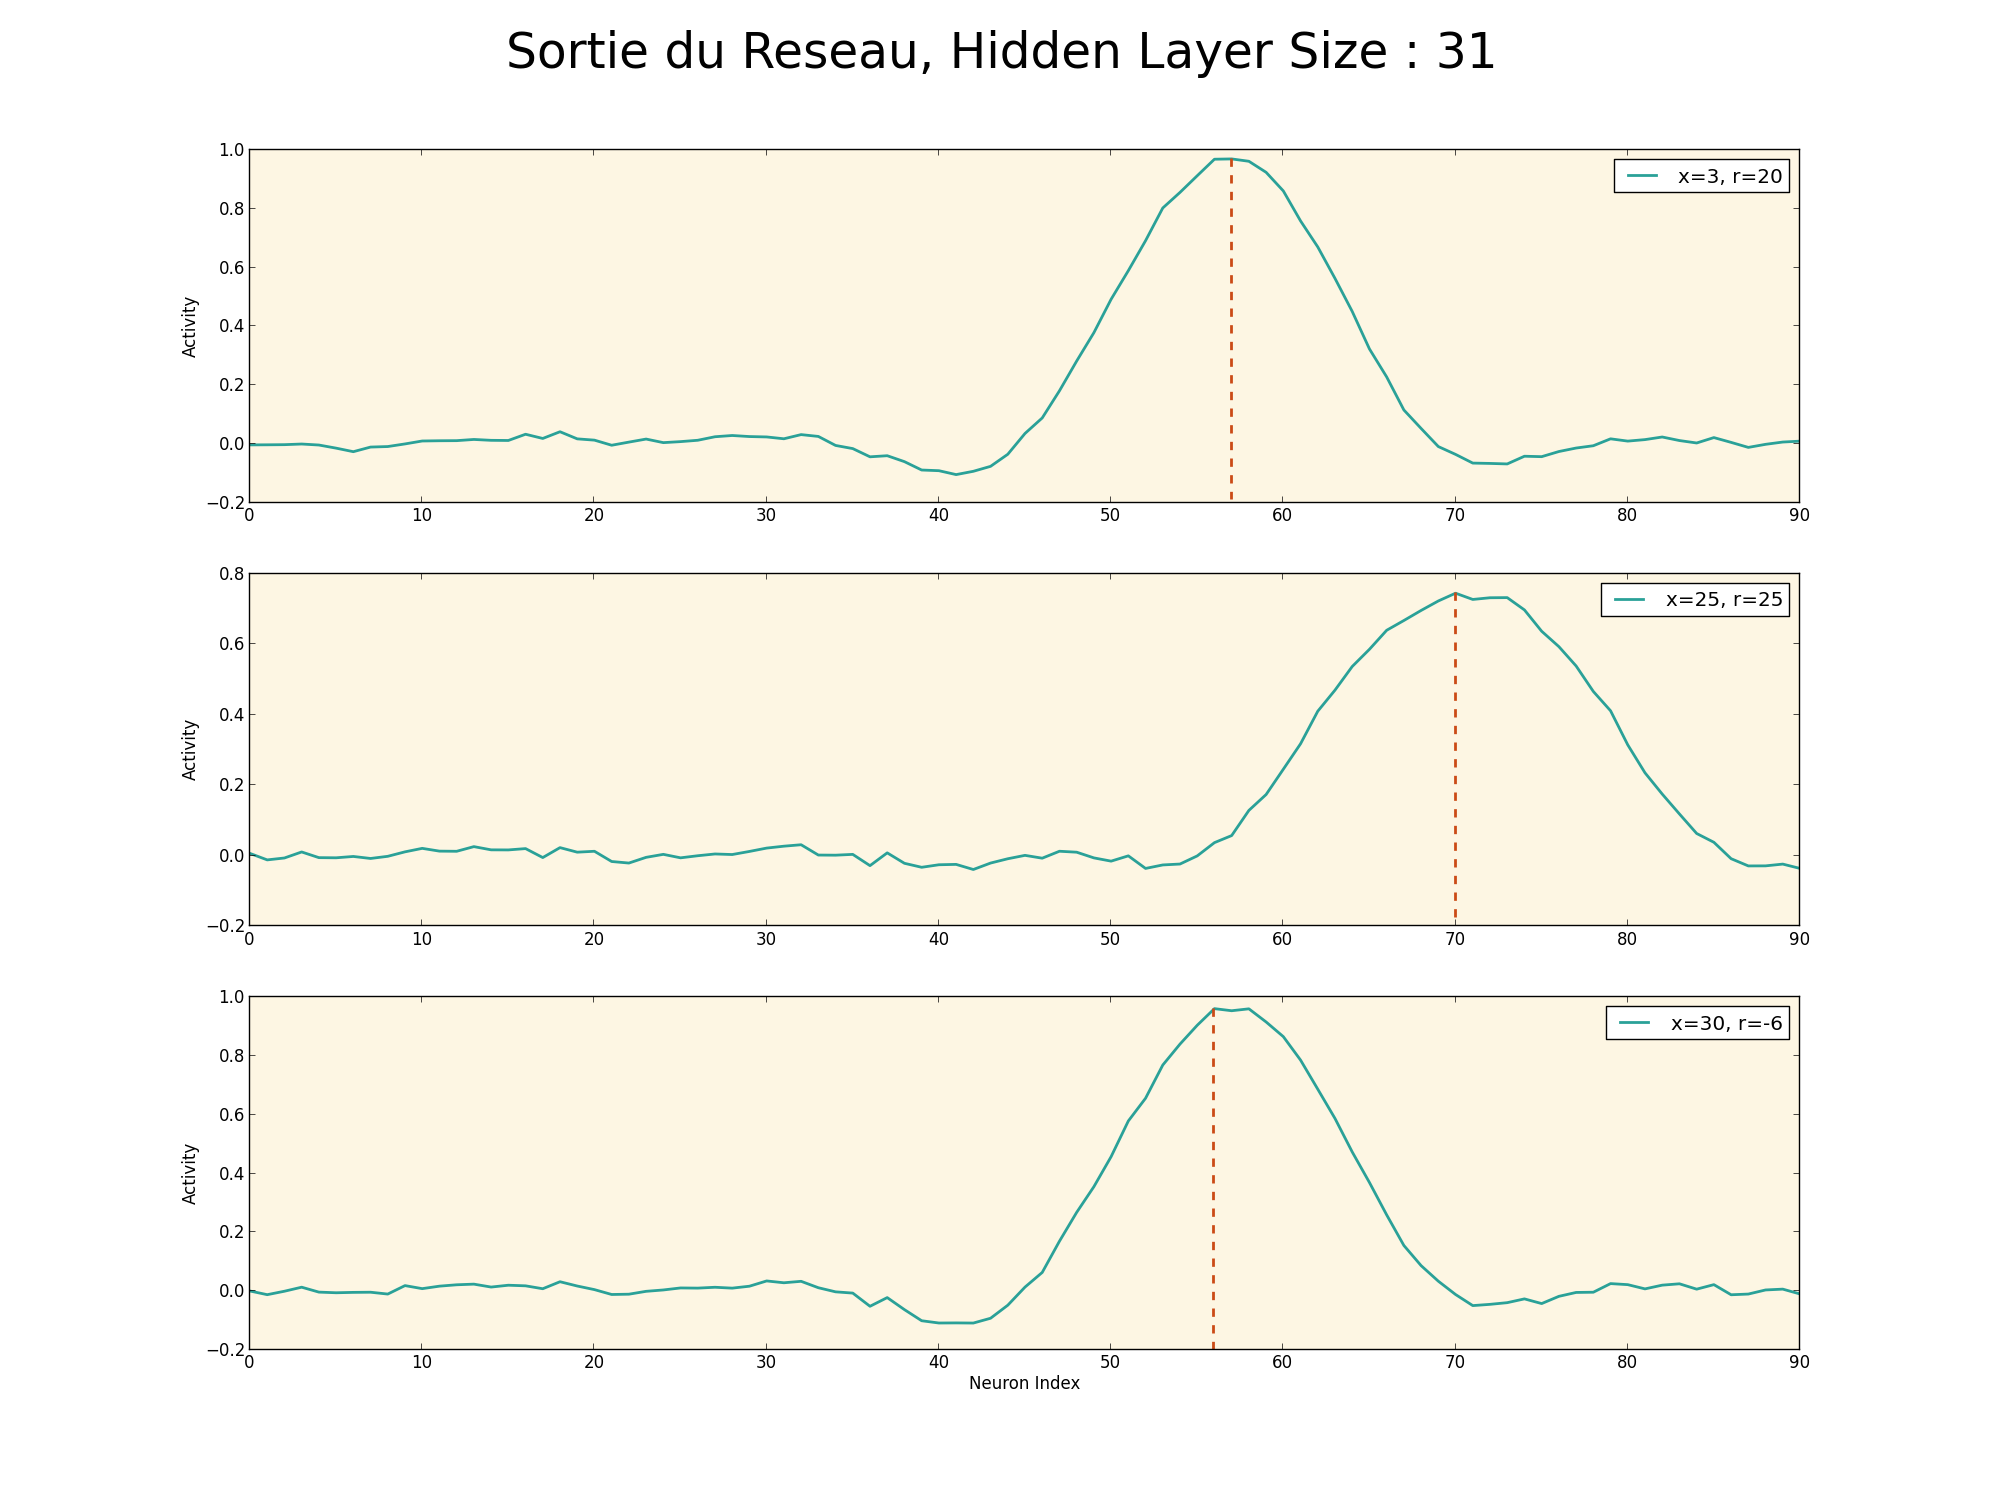 Sortie du Reseau, Hidden Layer Size : 31
1.0
0.8
0.6
0.4
0.2
0.0
−0.2
Activity
x=3, r=20
0 10 20 30 40 50 60 70 80 90
0.8
0.6
0.4
0.2
0.0
−0.2
Activity
x=25, r=25
0 10 20 30 40 50 60 70 80 90
1.0
0.8
0.6
0.4
0.2
0.0
−0.2
Activity
x=30, r=-6
0 10 20 30 40 50 60 70 80 90
Neuron Index